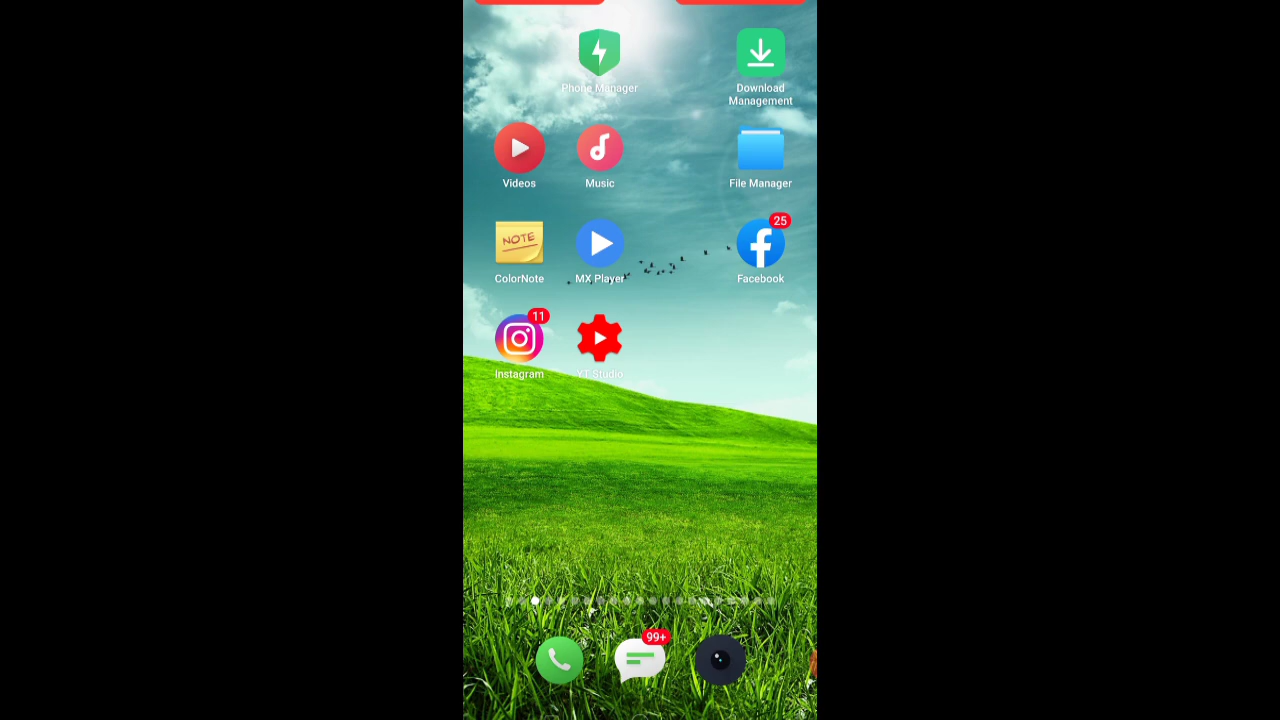 Phone Manager
Download
Management
Videos
Music
File Manager
NOTE
25
ColorNote
MX Player
Facebook
11
Instagram
YT Studio
99+